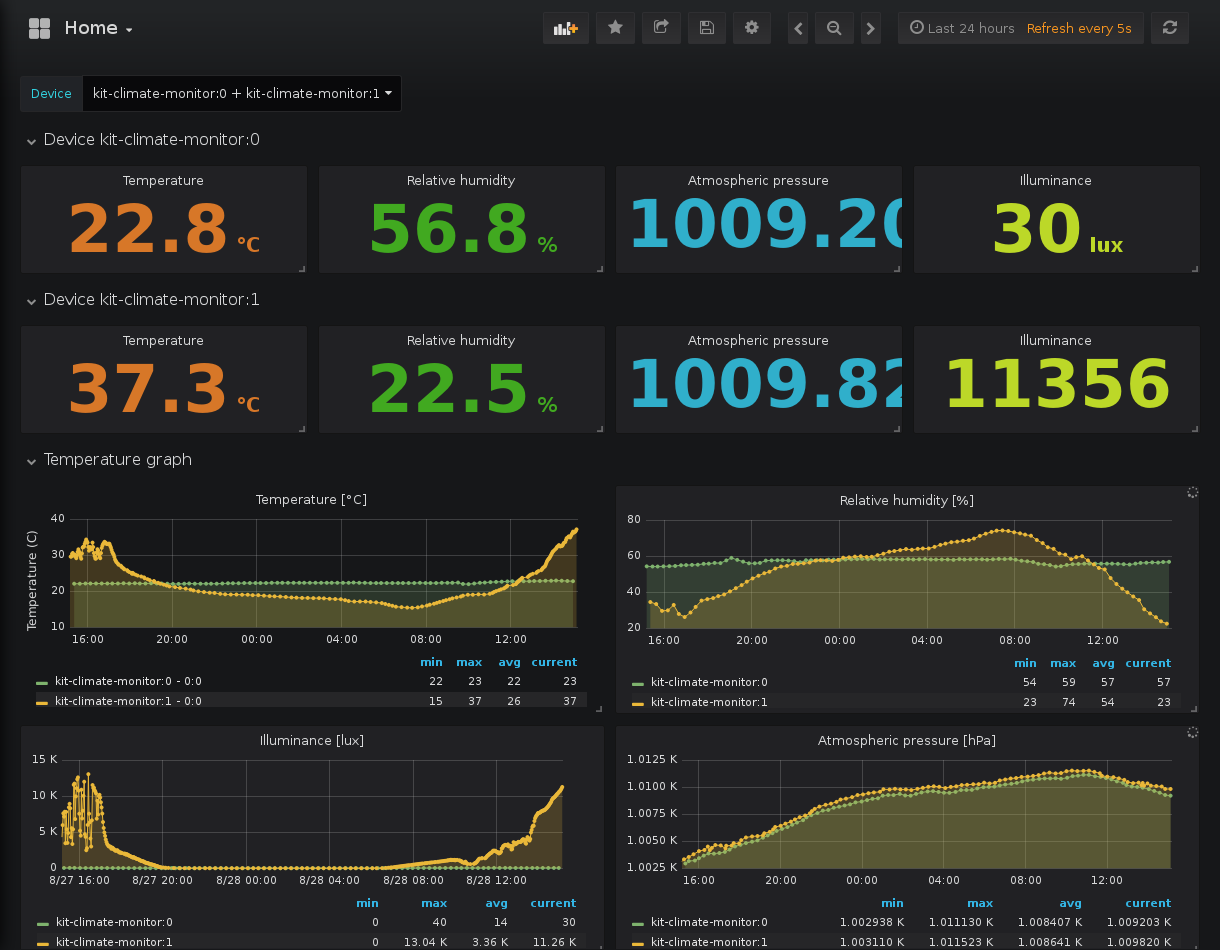 Home
Last 24 hours Refresh every 5s
Device kit-climate-monitor:0 + kit-climate-monitor:1
Device kit-climate-monitor:0
Temperature Relative humidity Atmospheric pressure Illuminance
22.8 °C 56.8 % 1009.20 30 lux
Device kit-climate-monitor:1
Temperature Relative humidity Atmospheric pressure Illuminance
37.3 °C 22.5 % 1009.82 11356
Temperature graph
Temperature [°C]
Temperature (C)
40
30
20
10
16:00 20:00 00:00 04:00 08:00 12:00
min max avg current
kit-climate-monitor:0 - 0:0 22 23 22 23
kit-climate-monitor:1 - 0:0 15 37 26 37
Relative humidity [%]
80
60
40
20
16:00 20:00 00:00 04:00 08:00 12:00
min max avg current
kit-climate-monitor:0 54 59 57 57
kit-climate-monitor:1 23 74 54 23
Illuminance [lux]
15 K
10 K
5 K
0
8/27 16:00 8/27 20:00 8/28 00:00 8/28 04:00 8/28 08:00 8/28 12:00
min max avg current
kit-climate-monitor:0 0 40 14 30
kit-climate-monitor:1 0 13.04 K 3.36 K 11.26 K
Atmospheric pressure [hPa]
1.0125 K
1.0100 K
1.0075 K
1.0050 K
1.0025 K
16:00 20:00 00:00 04:00 08:00 12:00
min max avg current
kit-climate-monitor:0 1.002938 K 1.011130 K 1.008407 K 1.009203 K
kit-climate-monitor:1 1.003110 K 1.011523 K 1.008641 K 1.009820 K